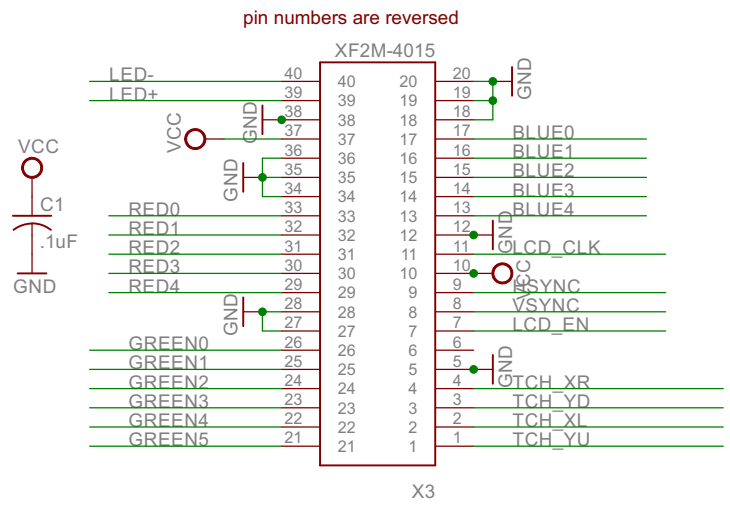 pin numbers are reversed
XF2M-4015
LED- 40 40 20 20 GND
LED+ 39 39 19 19
GND 38 38 18 18
VCC 37 37 17 17 BLUE0
36 36 16 16 BLUE1
GND 35 35 15 15 BLUE2
34 34 14 14 BLUE3
RED0 33 33 13 13 BLUE4
RED1 32 32 12 12 GND
RED2 31 31 11 11 LCD_CLK
RED3 30 30 10 10 VCC
RED4 29 29 9 9 HSYNC
GND 28 28 8 8 VSYNC
27 27 7 7 LCD_EN
GREEN0 26 26 6 6
GREEN1 25 25 5 5 GND
GREEN2 24 24 4 4 TCH_XR
GREEN3 23 23 3 3 TCH_YD
GREEN4 22 22 2 2 TCH_XL
GREEN5 21 21 1 1 TCH_YU
X3
VCC
C1
.1uF
GND